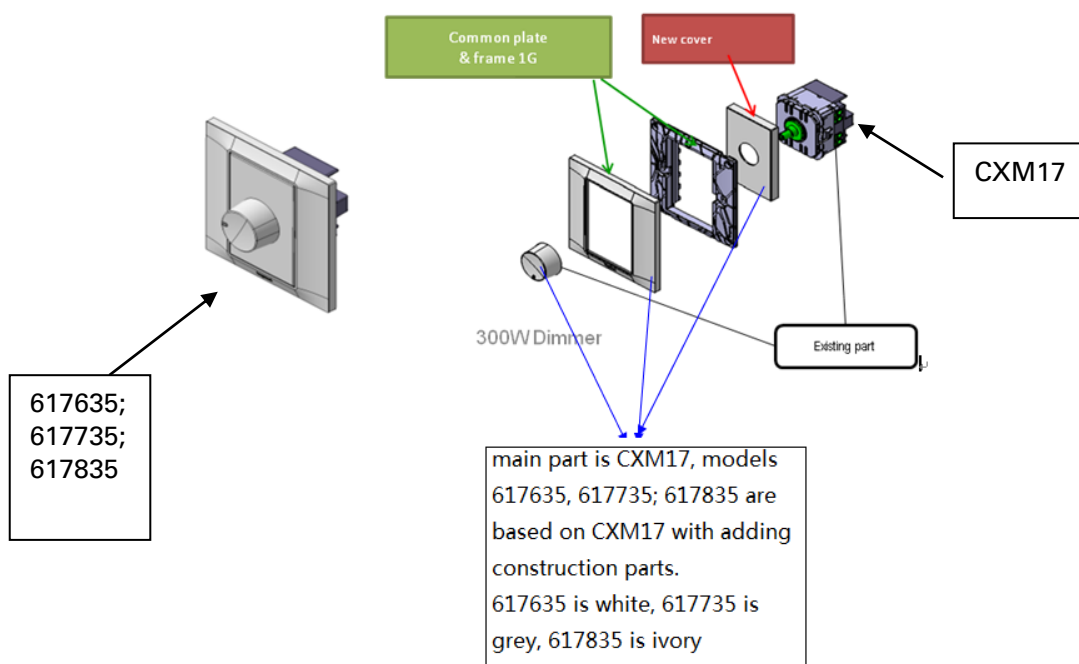 Common plate
& frame 1G
New cover
CXM17
300W Dimmer
Existing part
617635;
617735;
617835
main part is CXM17, models
617635, 617735; 617835 are
based on CXM17 with adding
construction parts.
617635 is white, 617735 is
grey, 617835 is ivory